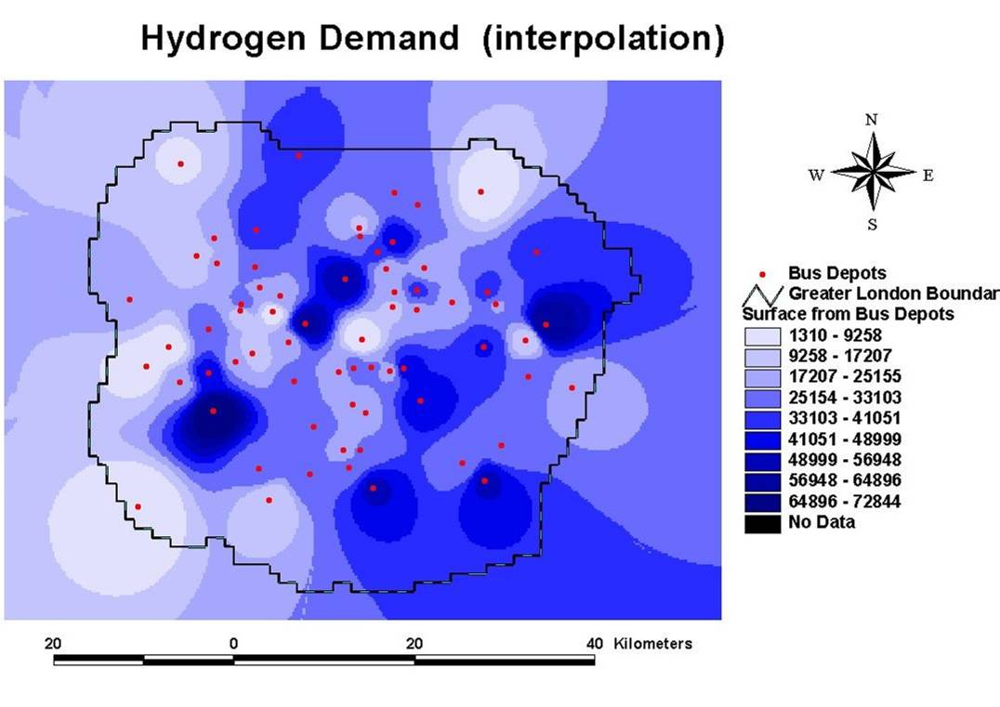 Hydrogen Demand (interpolation)
N
W E
S
Bus Depots
Greater London Boundar
Surface from Bus Depots
1310 - 9258
9258 - 17207
17207 - 25155
25154 - 33103
33103 - 41051
41051 - 48999
48999 - 56948
56948 - 64896
64896 - 72844
No Data
20 0 20 40 Kilometers